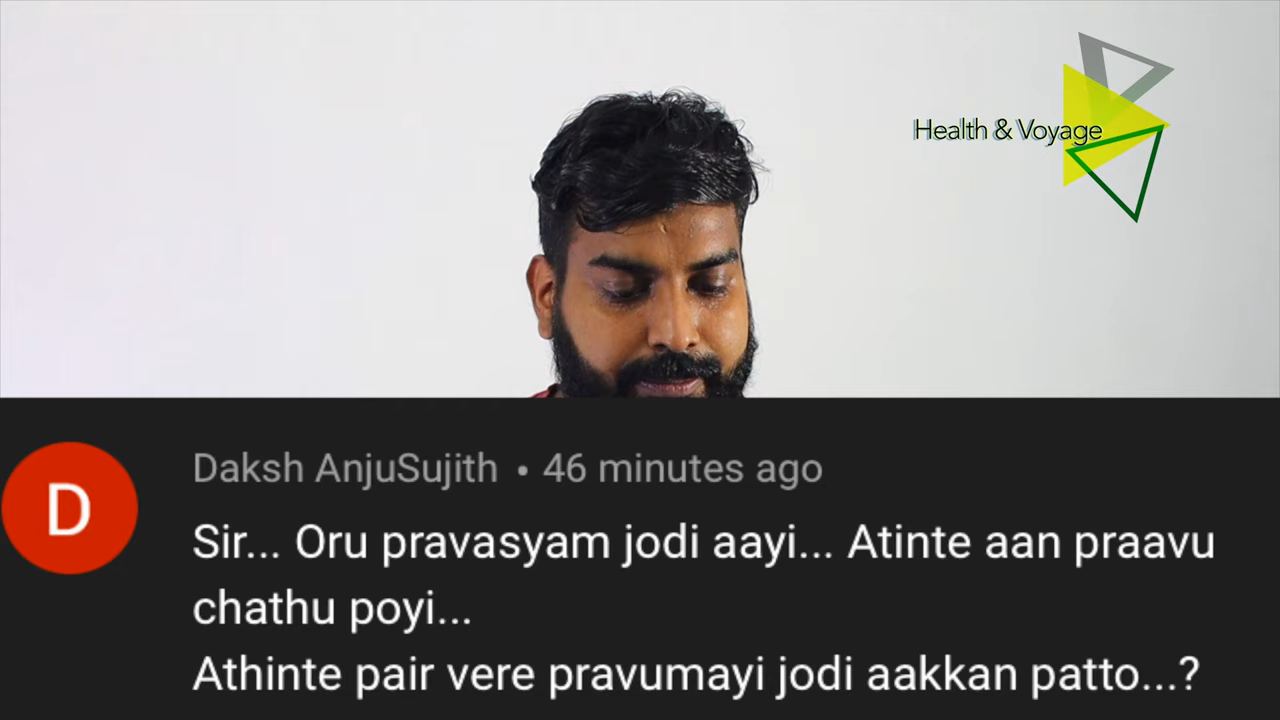 Health & Voyage
Daksh AnjuSujith • 46 minutes ago
D
Sir... Oru pravasyam jodi aayi... Atinte aan praavu
chathu poyi...
Athinte pair vere pravumayi jodi aakkan patto...?